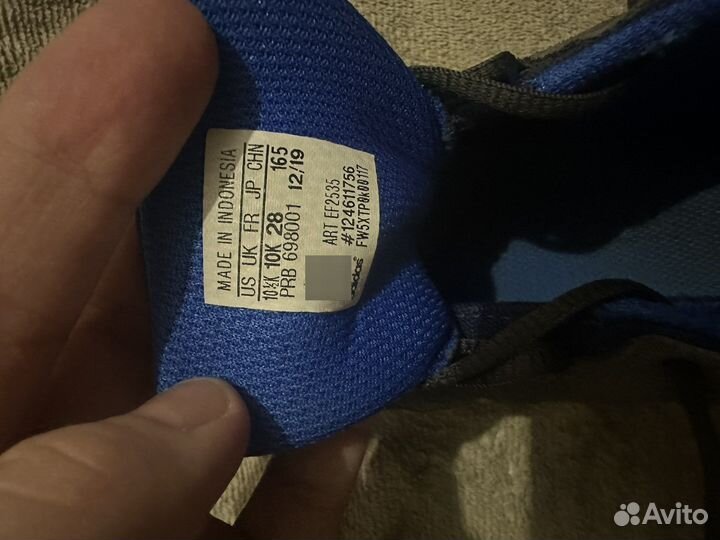 MADE IN INDONESIA
US UK FR JP CHN
10½K 10K 28 165
PRB 698001 12/19
ART EF2535
#124611756
FW5XTP0k00117
adidas
Avito